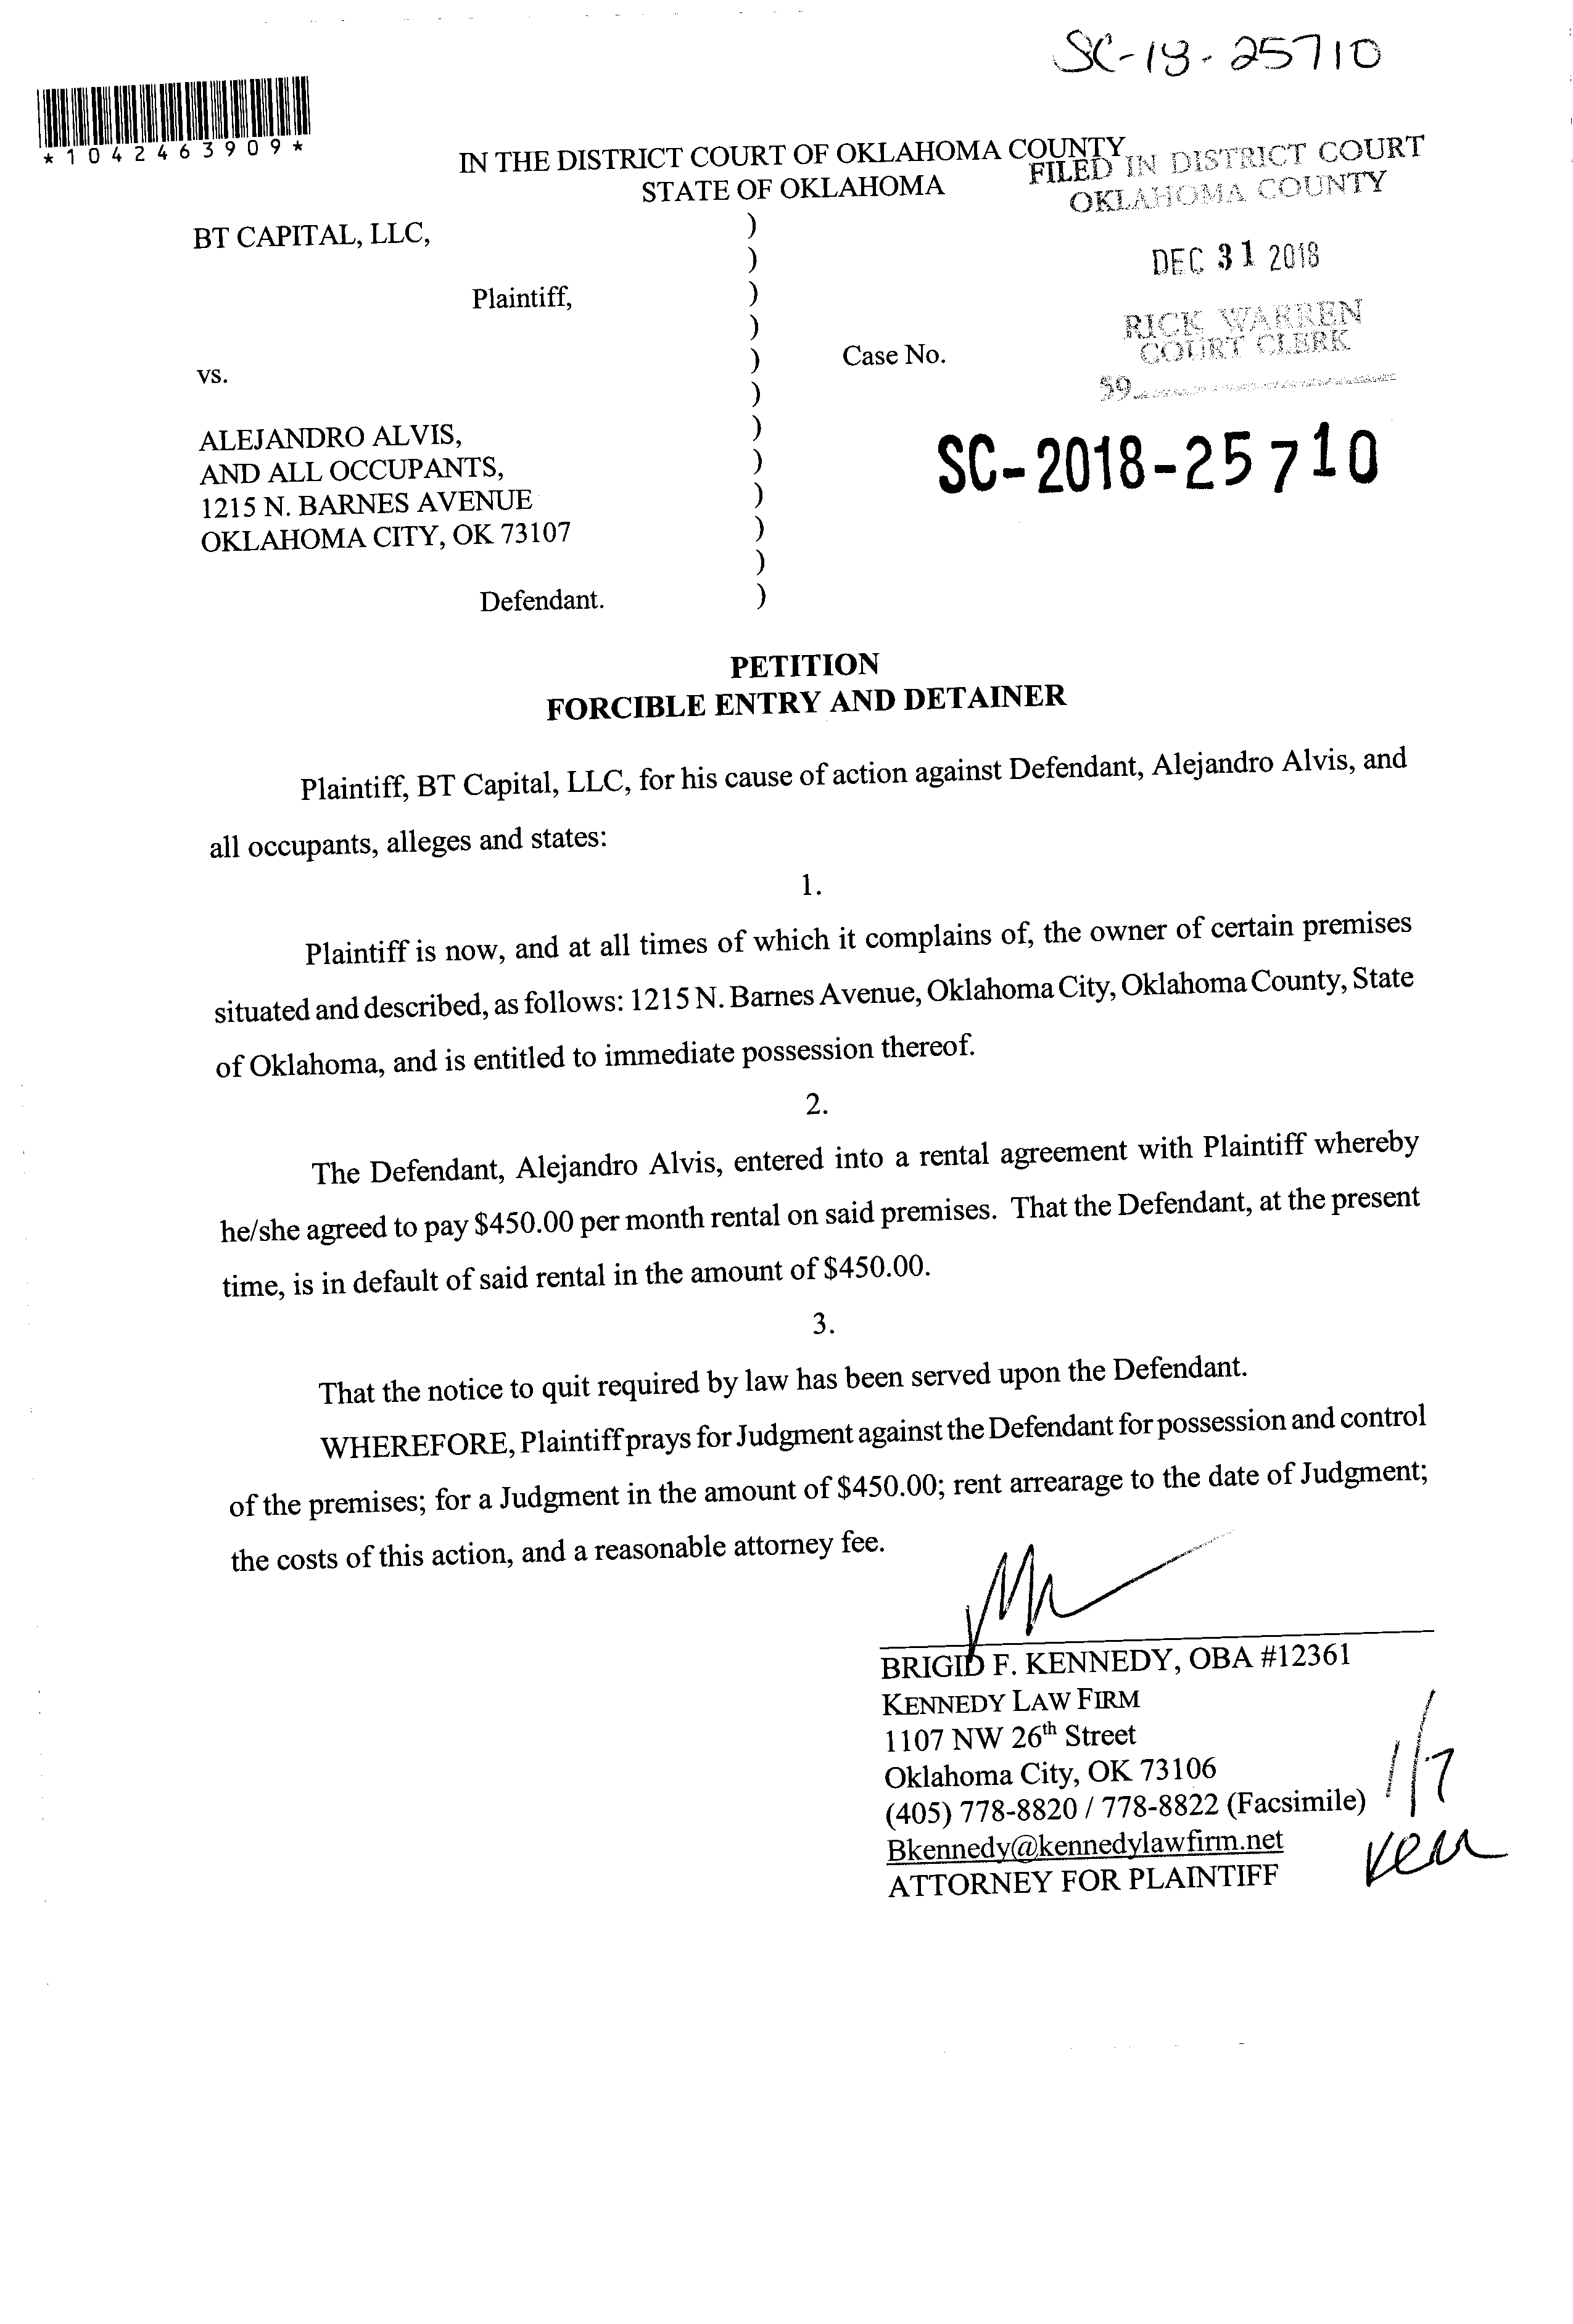 SC-18-25710
*1042463909*
IN THE DISTRICT COURT OF OKLAHOMA COUNTY
STATE OF OKLAHOMA
FILED IN DISTRICT COURT
OKLAHOMA COUNTY
DEC 31 2018
RICK WARREN
COURT CLERK
59
BT CAPITAL, LLC,
Plaintiff,
vs.
Case No.
SC-2018-25710
ALEJANDRO ALVIS,
AND ALL OCCUPANTS,
1215 N. BARNES AVENUE
OKLAHOMA CITY, OK 73107
Defendant.
)
)
)
)
)
)
)
)
)
)
)
)
PETITION
FORCIBLE ENTRY AND DETAINER
Plaintiff, BT Capital, LLC, for his cause of action against Defendant, Alejandro Alvis, and
all occupants, alleges and states:
1.
Plaintiff is now, and at all times of which it complains of, the owner of certain premises
situated and described, as follows: 1215 N. Barnes Avenue, Oklahoma City, Oklahoma County, State
of Oklahoma, and is entitled to immediate possession thereof.
2.
The Defendant, Alejandro Alvis, entered into a rental agreement with Plaintiff whereby
he/she agreed to pay $450.00 per month rental on said premises. That the Defendant, at the present
time, is in default of said rental in the amount of $450.00.
3.
That the notice to quit required by law has been served upon the Defendant.
WHEREFORE, Plaintiff prays for Judgment against the Defendant for possession and control
of the premises; for a Judgment in the amount of $450.00; rent arrearage to the date of Judgment;
the costs of this action, and a reasonable attorney fee.
BRIGID F. KENNEDY, OBA #12361
KENNEDY LAW FIRM
1107 NW 26th Street
Oklahoma City, OK 73106
(405) 778-8820 / 778-8822 (Facsimile)
Bkennedy@kennedylawfirm.net
ATTORNEY FOR PLAINTIFF
1/7